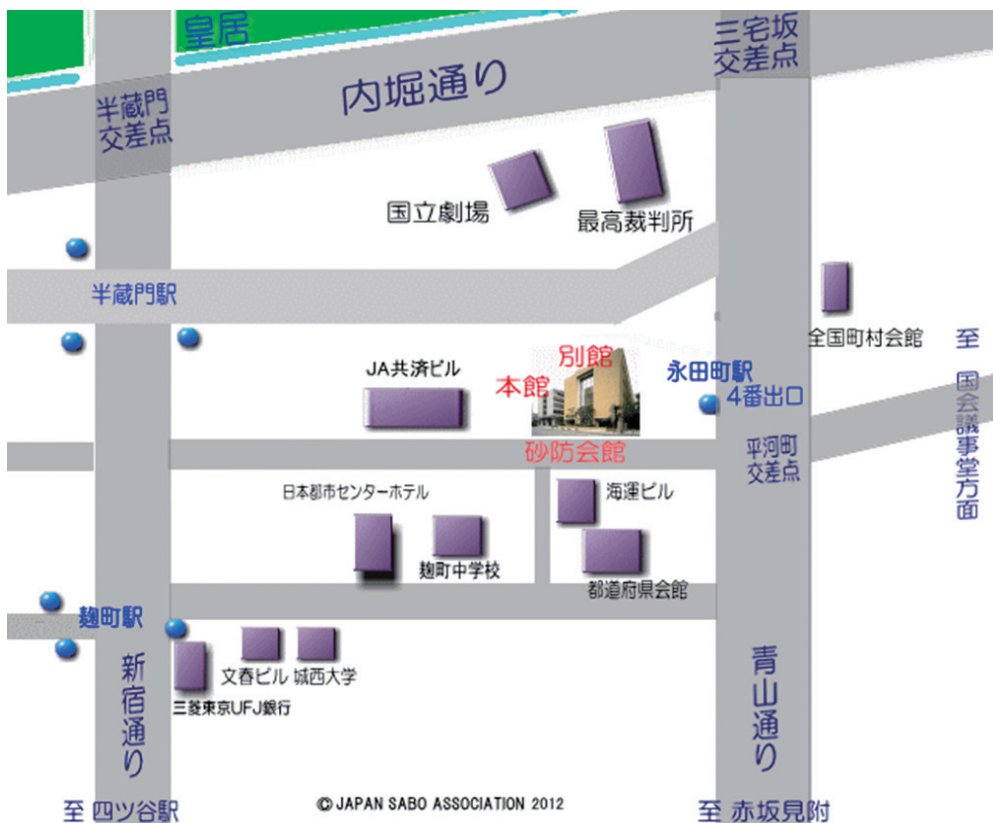 皇居
三宅坂
交差点
内堀通り
半蔵門
交差点
国立劇場
最高裁判所
半蔵門駅
全国町村会館
至 国会議事堂方面
JA共済ビル
別館
本館
永田町駅
4番出口
砂防会館
平河町
交差点
日本都市センターホテル
海運ビル
麹町中学校
都道府県会館
麹町駅
文春ビル
城西大学
三菱東京UFJ銀行
新宿通り
青山通り
至 四ツ谷駅
© JAPAN SABO ASSOCIATION 2012
至 赤坂見附